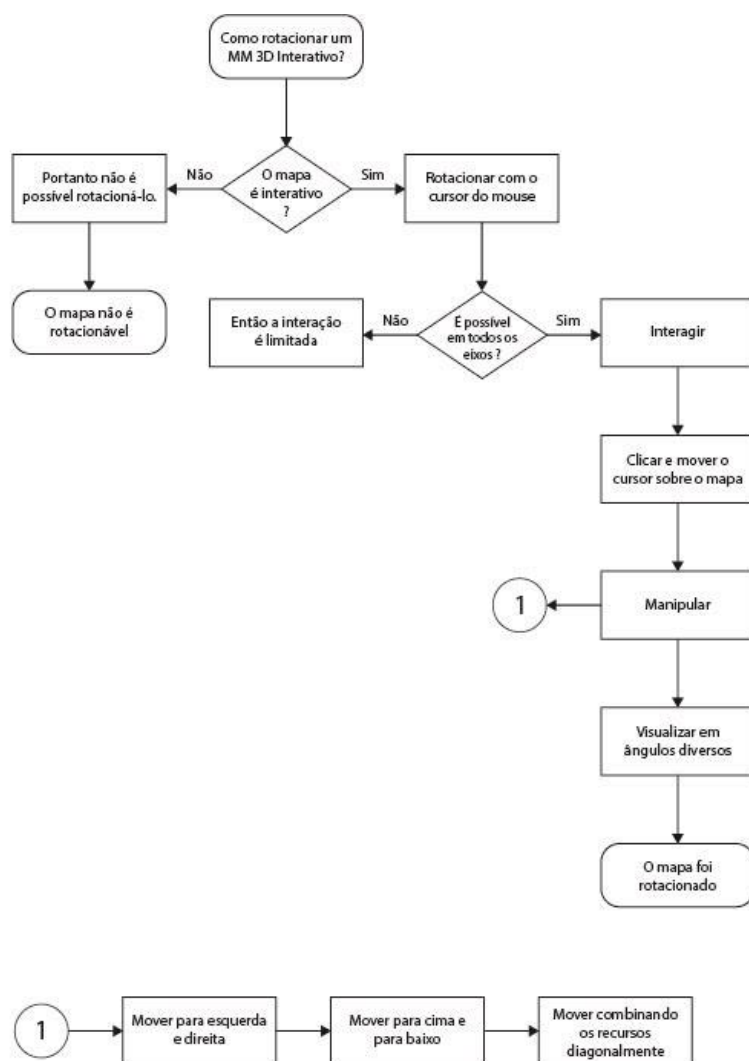 Como rotacionar um
MM 3D Interativo?
Portanto não é
possível rotacioná-lo.
Não
O mapa
é interativo
?
Sim
Rotacionar com o
cursor do mouse
O mapa não é
rotacionável
Então a interação
é limitada
Não
É possível
em todos os
eixos ?
Sim
Interagir
Clicar e mover o
cursor sobre o mapa
1
Manipular
Visualizar em
ângulos diversos
O mapa foi
rotacionado
1
Mover para esquerda
e direita
Mover para cima e
para baixo
Mover combinando
os recursos
diagonalmente